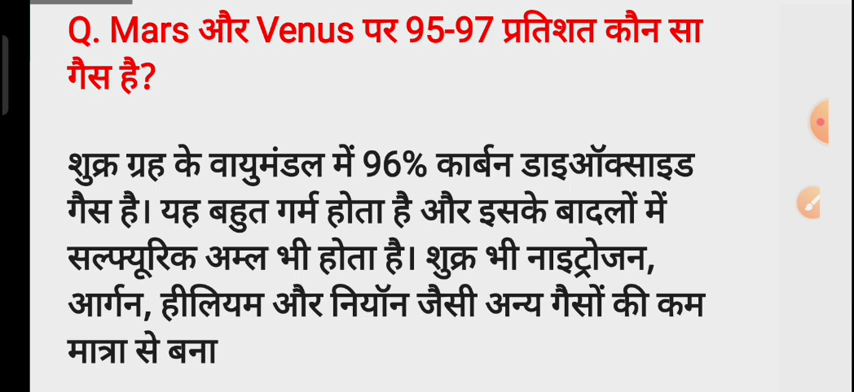 Q. Mars और Venus पर 95-97 प्रतिशत कौन सा
गैस है?
शुक्र ग्रह के वायुमंडल में 96% कार्बन डाइऑक्साइड
गैस है। यह बहुत गर्म होता है और इसके बादलों में
सल्फ्यूरिक अम्ल भी होता है। शुक्र भी नाइट्रोजन,
आर्गन, हीलियम और नियॉन जैसी अन्य गैसों की कम
मात्रा से बना